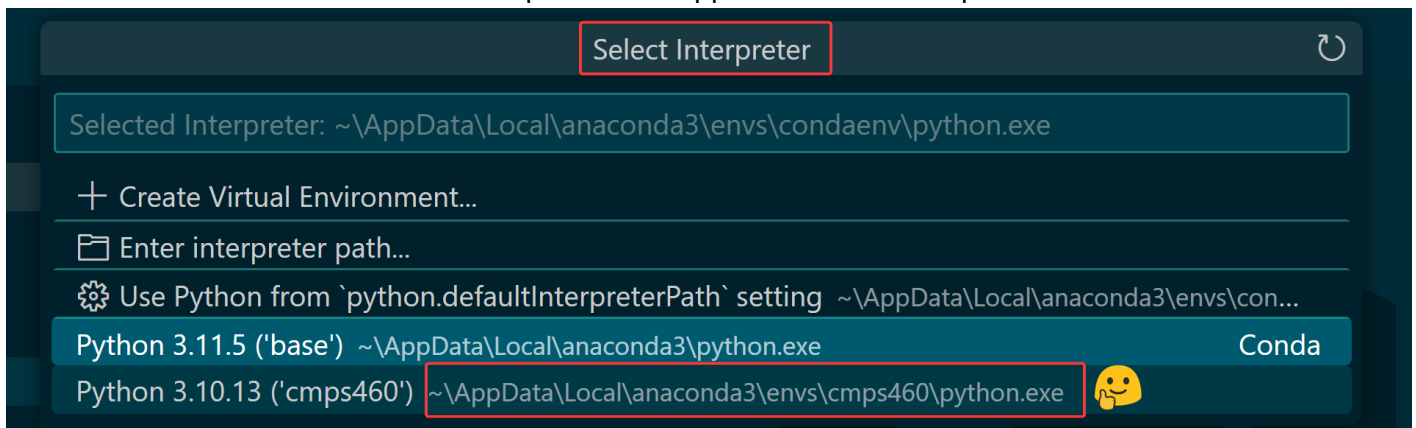 Select Interpreter
Selected Interpreter: ~\AppData\Local\anaconda3\envs\condaenv\python.exe
Create Virtual Environment...
Enter interpreter path...
Use Python from `python.defaultInterpreterPath` setting ~\AppData\Local\anaconda3\envs\con...
Python 3.11.5 ('base') ~\AppData\Local\anaconda3\python.exe Conda
Python 3.10.13 ('cmps460') ~\AppData\Local\anaconda3\envs\cmps460\python.exe